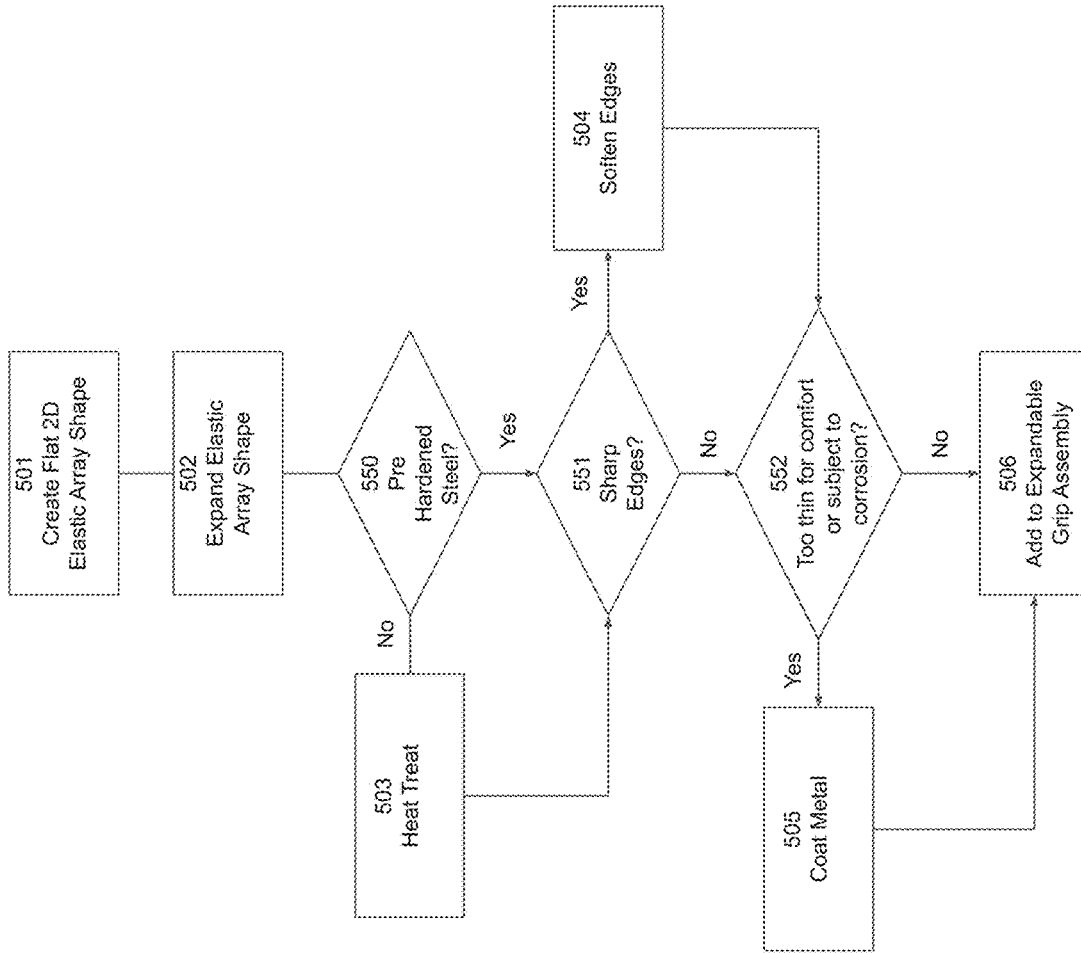 501
Create Flat 2D
Elastic Array Shape
502
Expand Elastic
Array Shape
550
Pre
Hardened
Steel?
No
Yes
503
Heat Treat
551
Sharp
Edges?
Yes
No
504
Soften Edges
552
Too thin for comfort
or subject to
corrosion?
Yes
No
505
Coat Metal
506
Add to Expandable
Grip Assembly